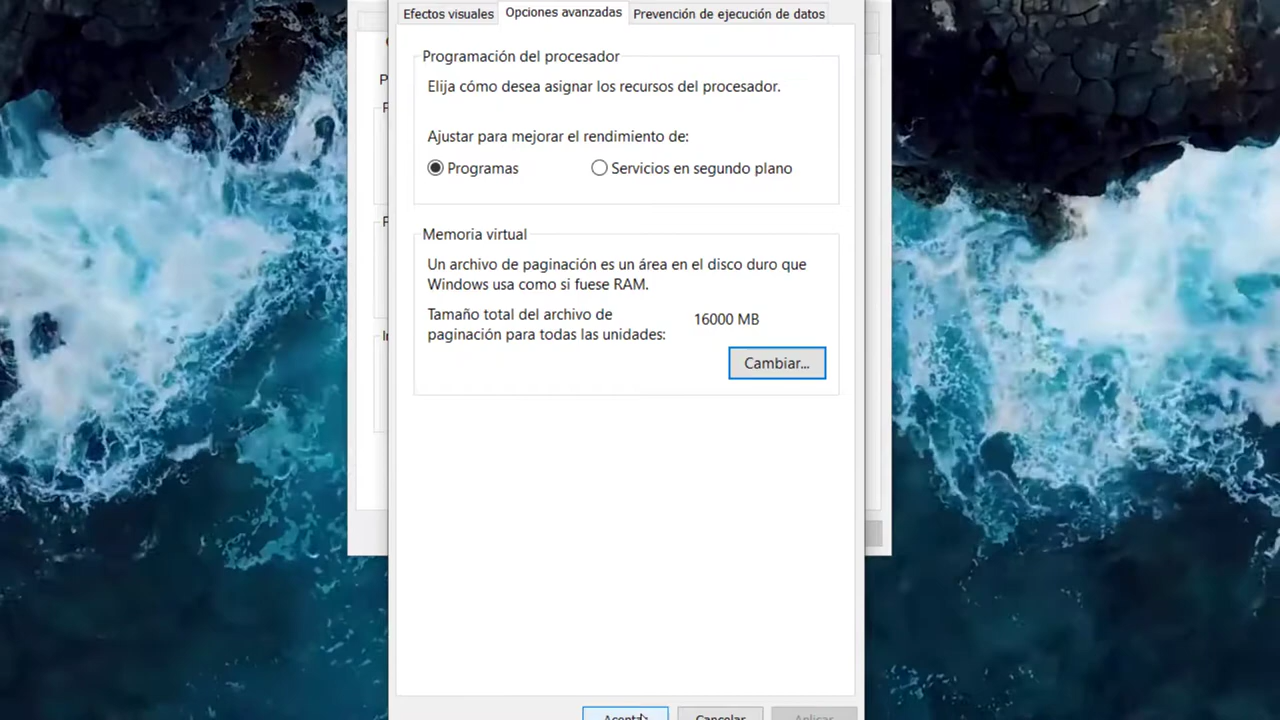 Efectos visuales
Opciones avanzadas
Prevención de ejecución de datos
Programación del procesador
Elija cómo desea asignar los recursos del procesador.
Ajustar para mejorar el rendimiento de:
Programas
Servicios en segundo plano
Memoria virtual
Un archivo de paginación es un área en el disco duro que
Windows usa como si fuese RAM.
Tamaño total del archivo de
paginación para todas las unidades:
16000 MB
Cambiar...
Cancelar
Aplicar